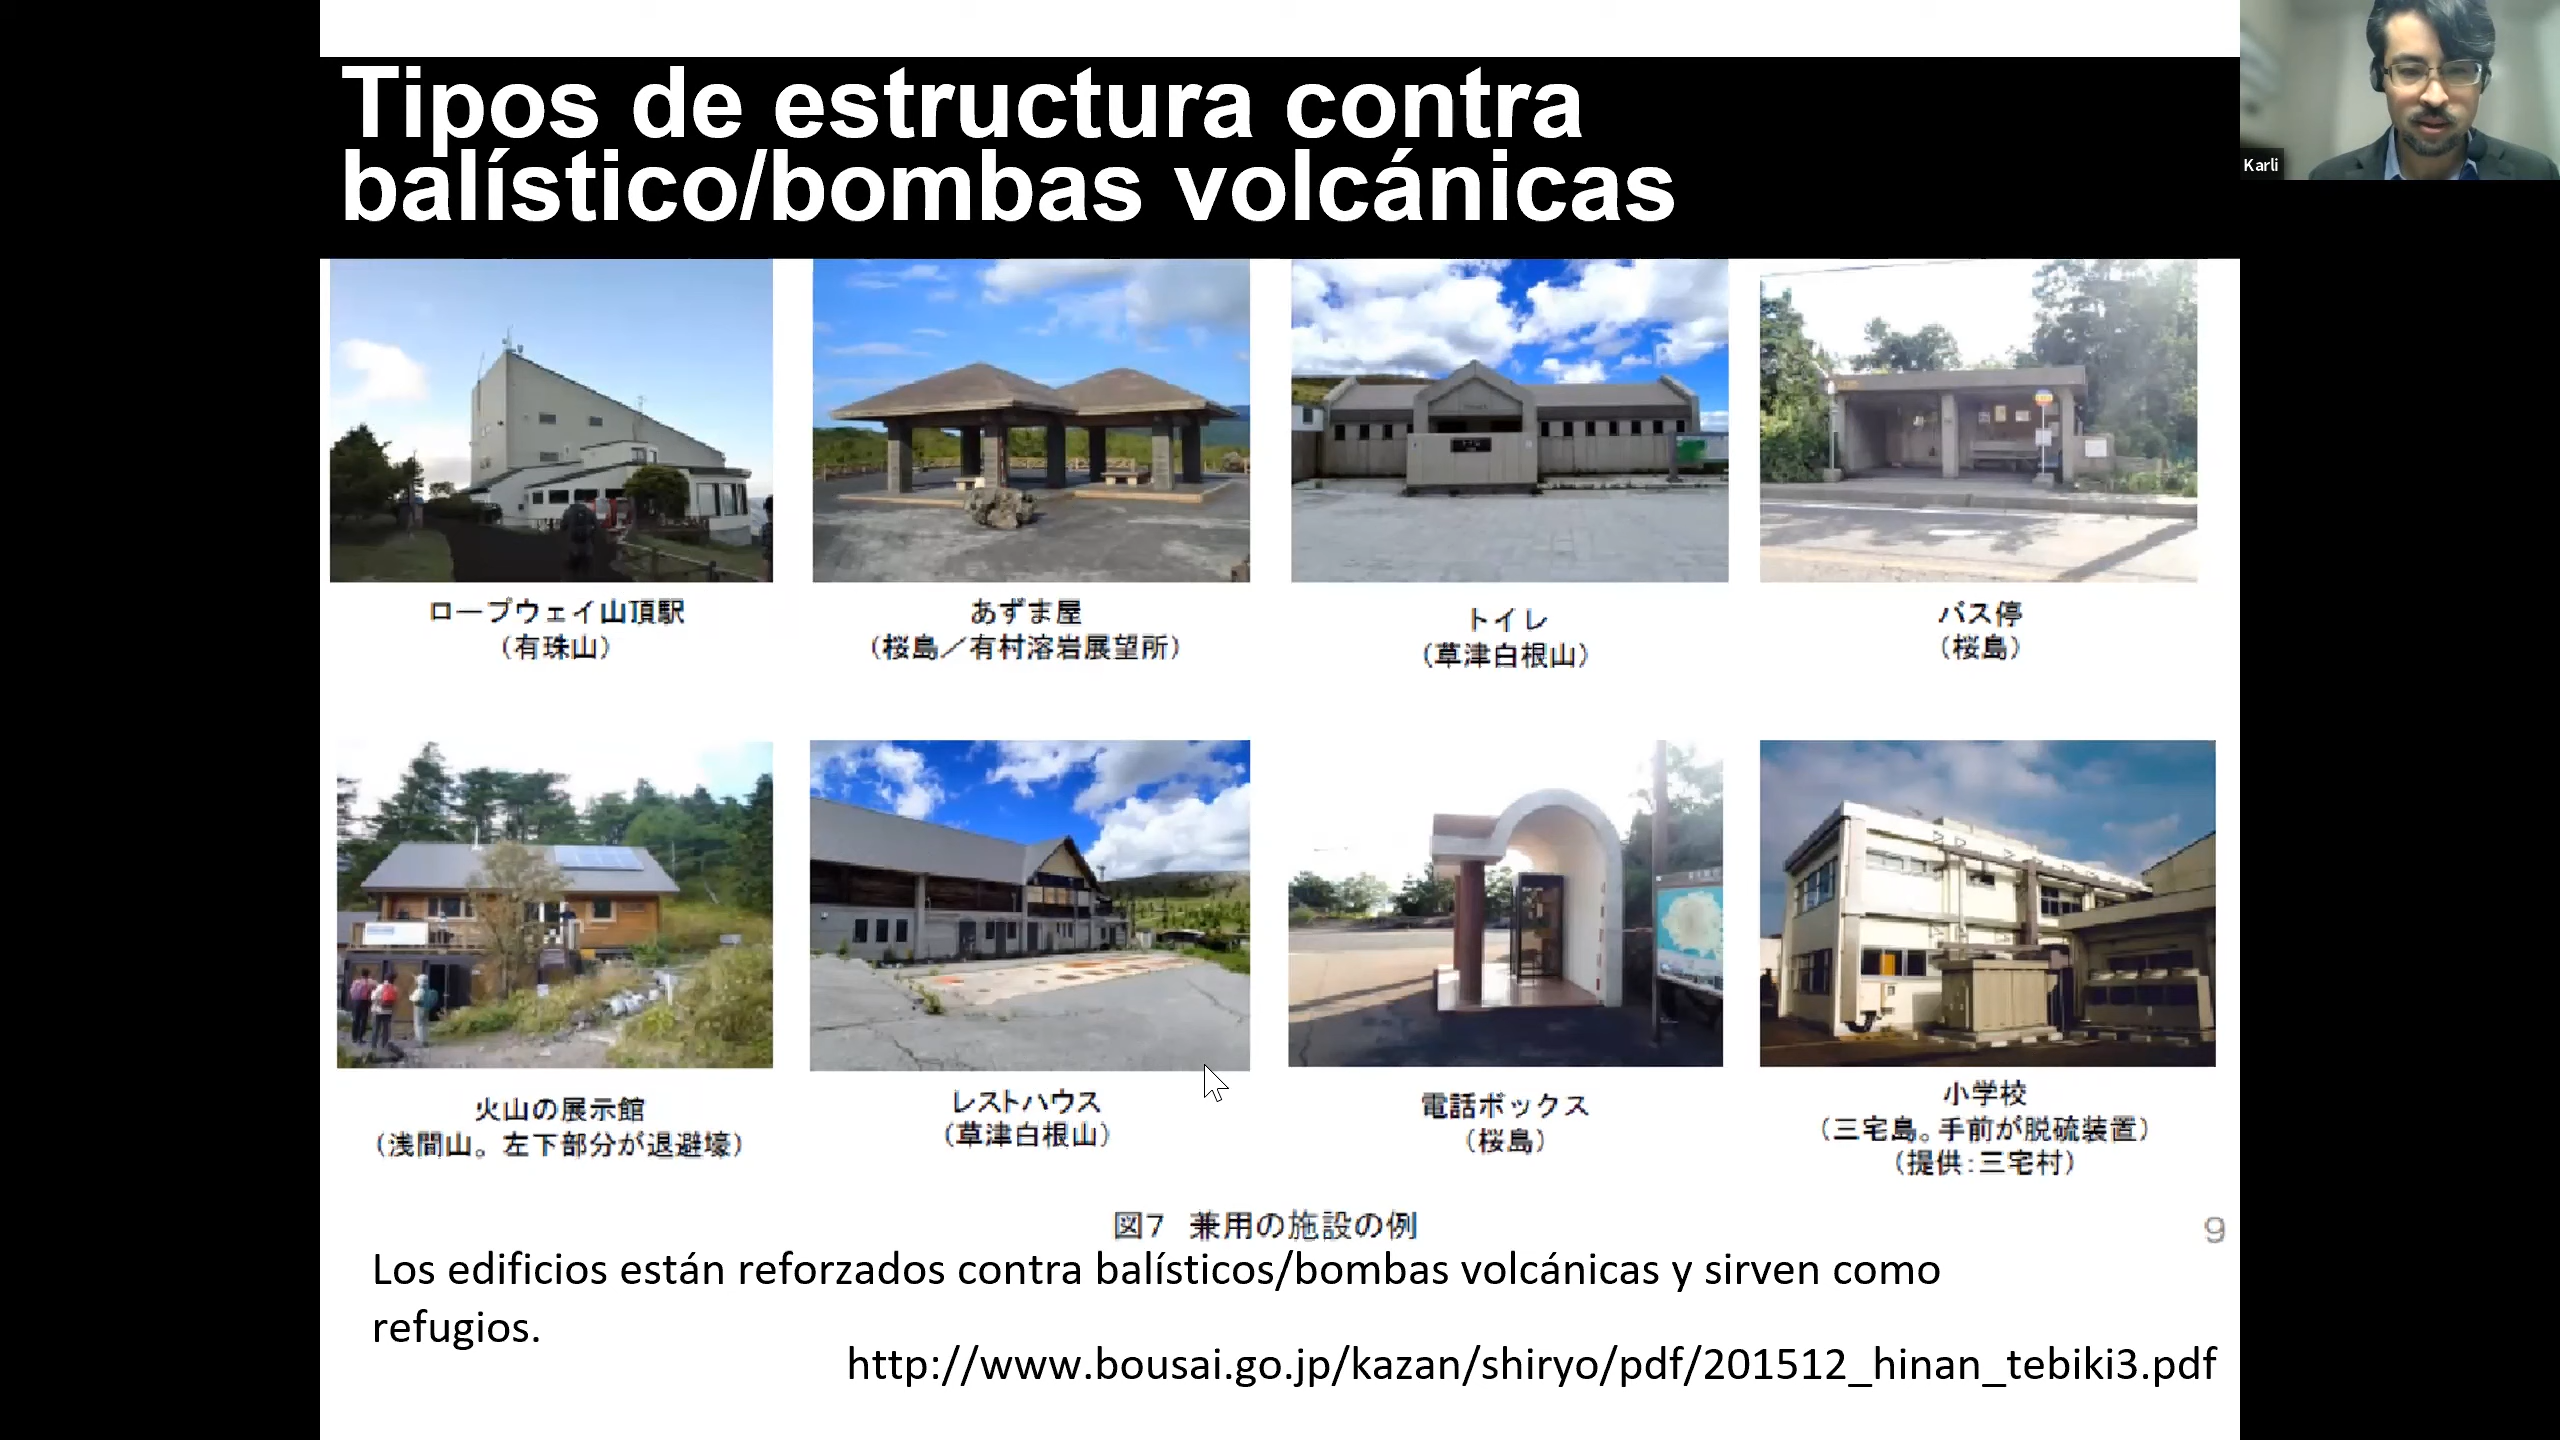 Tipos de estructura contra
balístico/bombas volcánicas
Karli
ロープウェイ山頂駅
(有珠山)
あずま屋
(桜島／有村溶岩展望所)
トイレ
(草津白根山)
バス停
(桜島)
火山の展示館
(浅間山。左下部分が退避壕)
レストハウス
(草津白根山)
電話ボックス
(桜島)
小学校
(三宅島。手前が脱硫装置)
(提供：三宅村)
図7 兼用の施設の例
9
Los edificios están reforzados contra balísticos/bombas volcánicas y sirven como
refugios.
http://www.bousai.go.jp/kazan/shiryo/pdf/201512_hinan_tebiki3.pdf